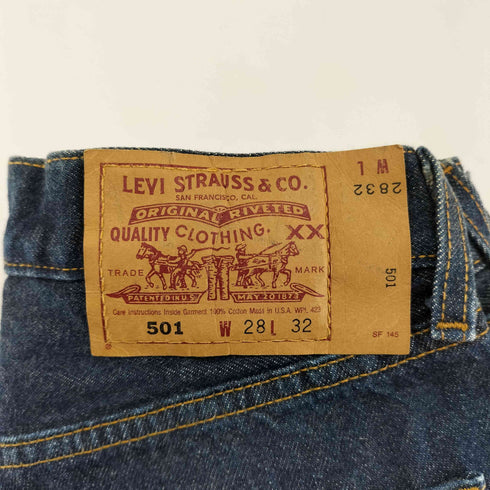 LEVI STRAUSS & CO.
SAN FRANCISCO, CAL.
ORIGINAL RIVETED
QUALITY CLOTHING. XX
TRADE MARK
PATENTED IN U.S. MAY 20 1873
Care Instructions Inside Garment 100% Cotton Made in U.S.A. WPL 423
501 W 28 L 32
® SF 145
W L
2832
501